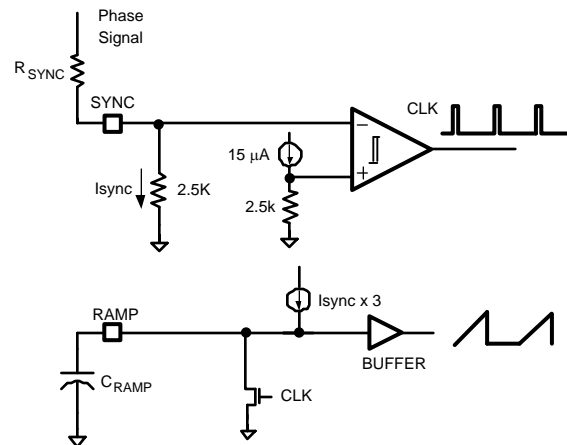 Phase
Signal
R SYNC
SYNC
CLK
15 μA
Isync
2.5K
2.5k
−
+
RAMP
Isync x 3
BUFFER
C RAMP
CLK